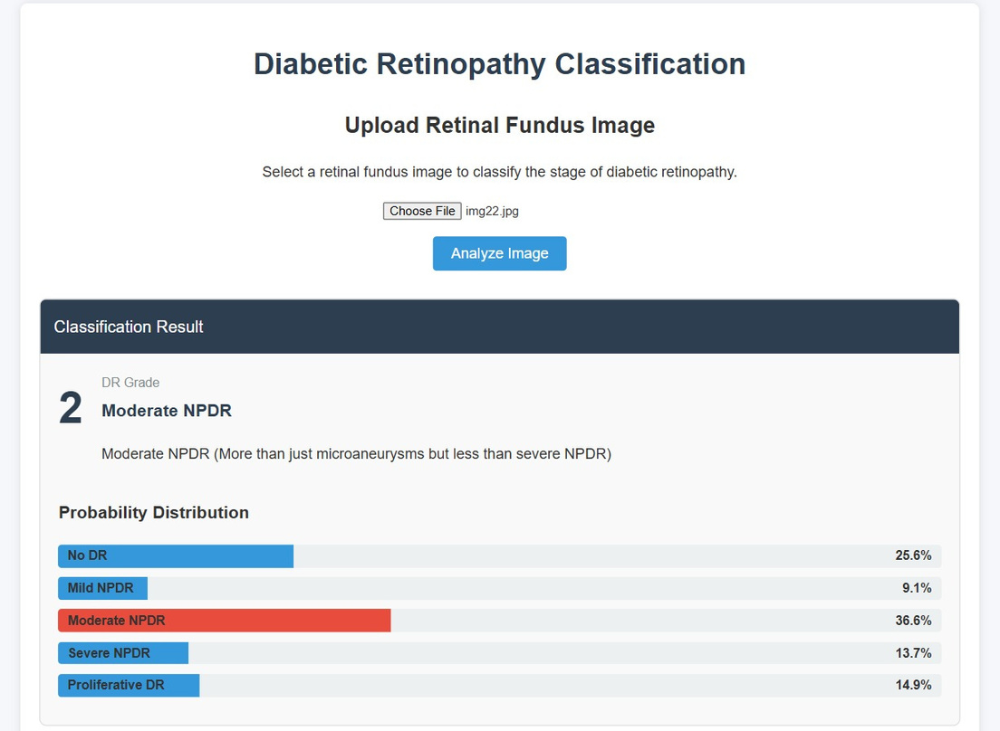 Diabetic Retinopathy Classification
Upload Retinal Fundus Image
Select a retinal fundus image to classify the stage of diabetic retinopathy.
Choose File img22.jpg
Analyze Image
Classification Result
DR Grade
2
Moderate NPDR
Moderate NPDR (More than just microaneurysms but less than severe NPDR)
Probability Distribution
No DR 25.6%
Mild NPDR 9.1%
Moderate NPDR 36.6%
Severe NPDR 13.7%
Proliferative DR 14.9%